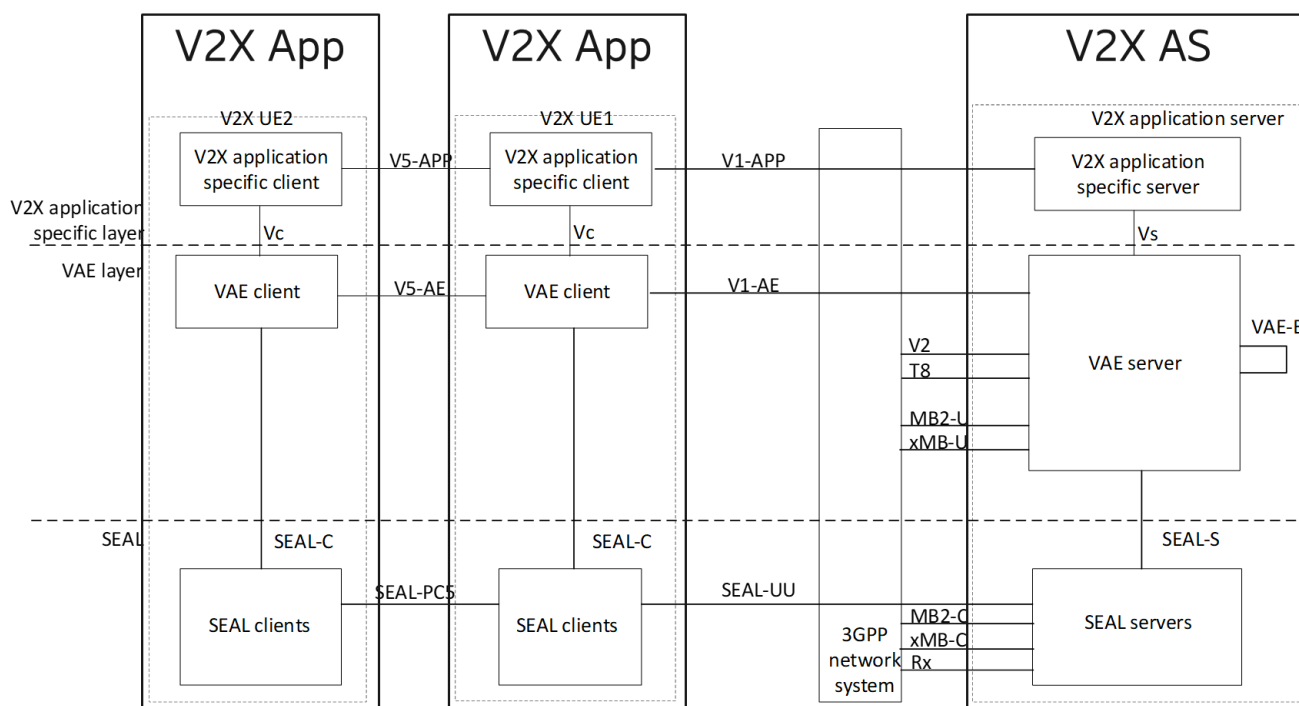 V2X App
V2X App
V2X AS
V2X UE2
V2X UE1
V2X application server
V2X application
specific client
V5-APP
V2X application
specific client
V1-APP
V2X application
specific server
V2X application
specific layer
Vc
Vc
Vs
VAE layer
VAE client
V5-AE
VAE client
V1-AE
VAE server
VAE-E
V2
T8
MB2-U
xMB-U
SEAL
SEAL-C
SEAL-C
SEAL-S
SEAL clients
SEAL-PC5
SEAL clients
SEAL-UU
SEAL servers
MB2-C
xMB-C
Rx
3GPP
network
system